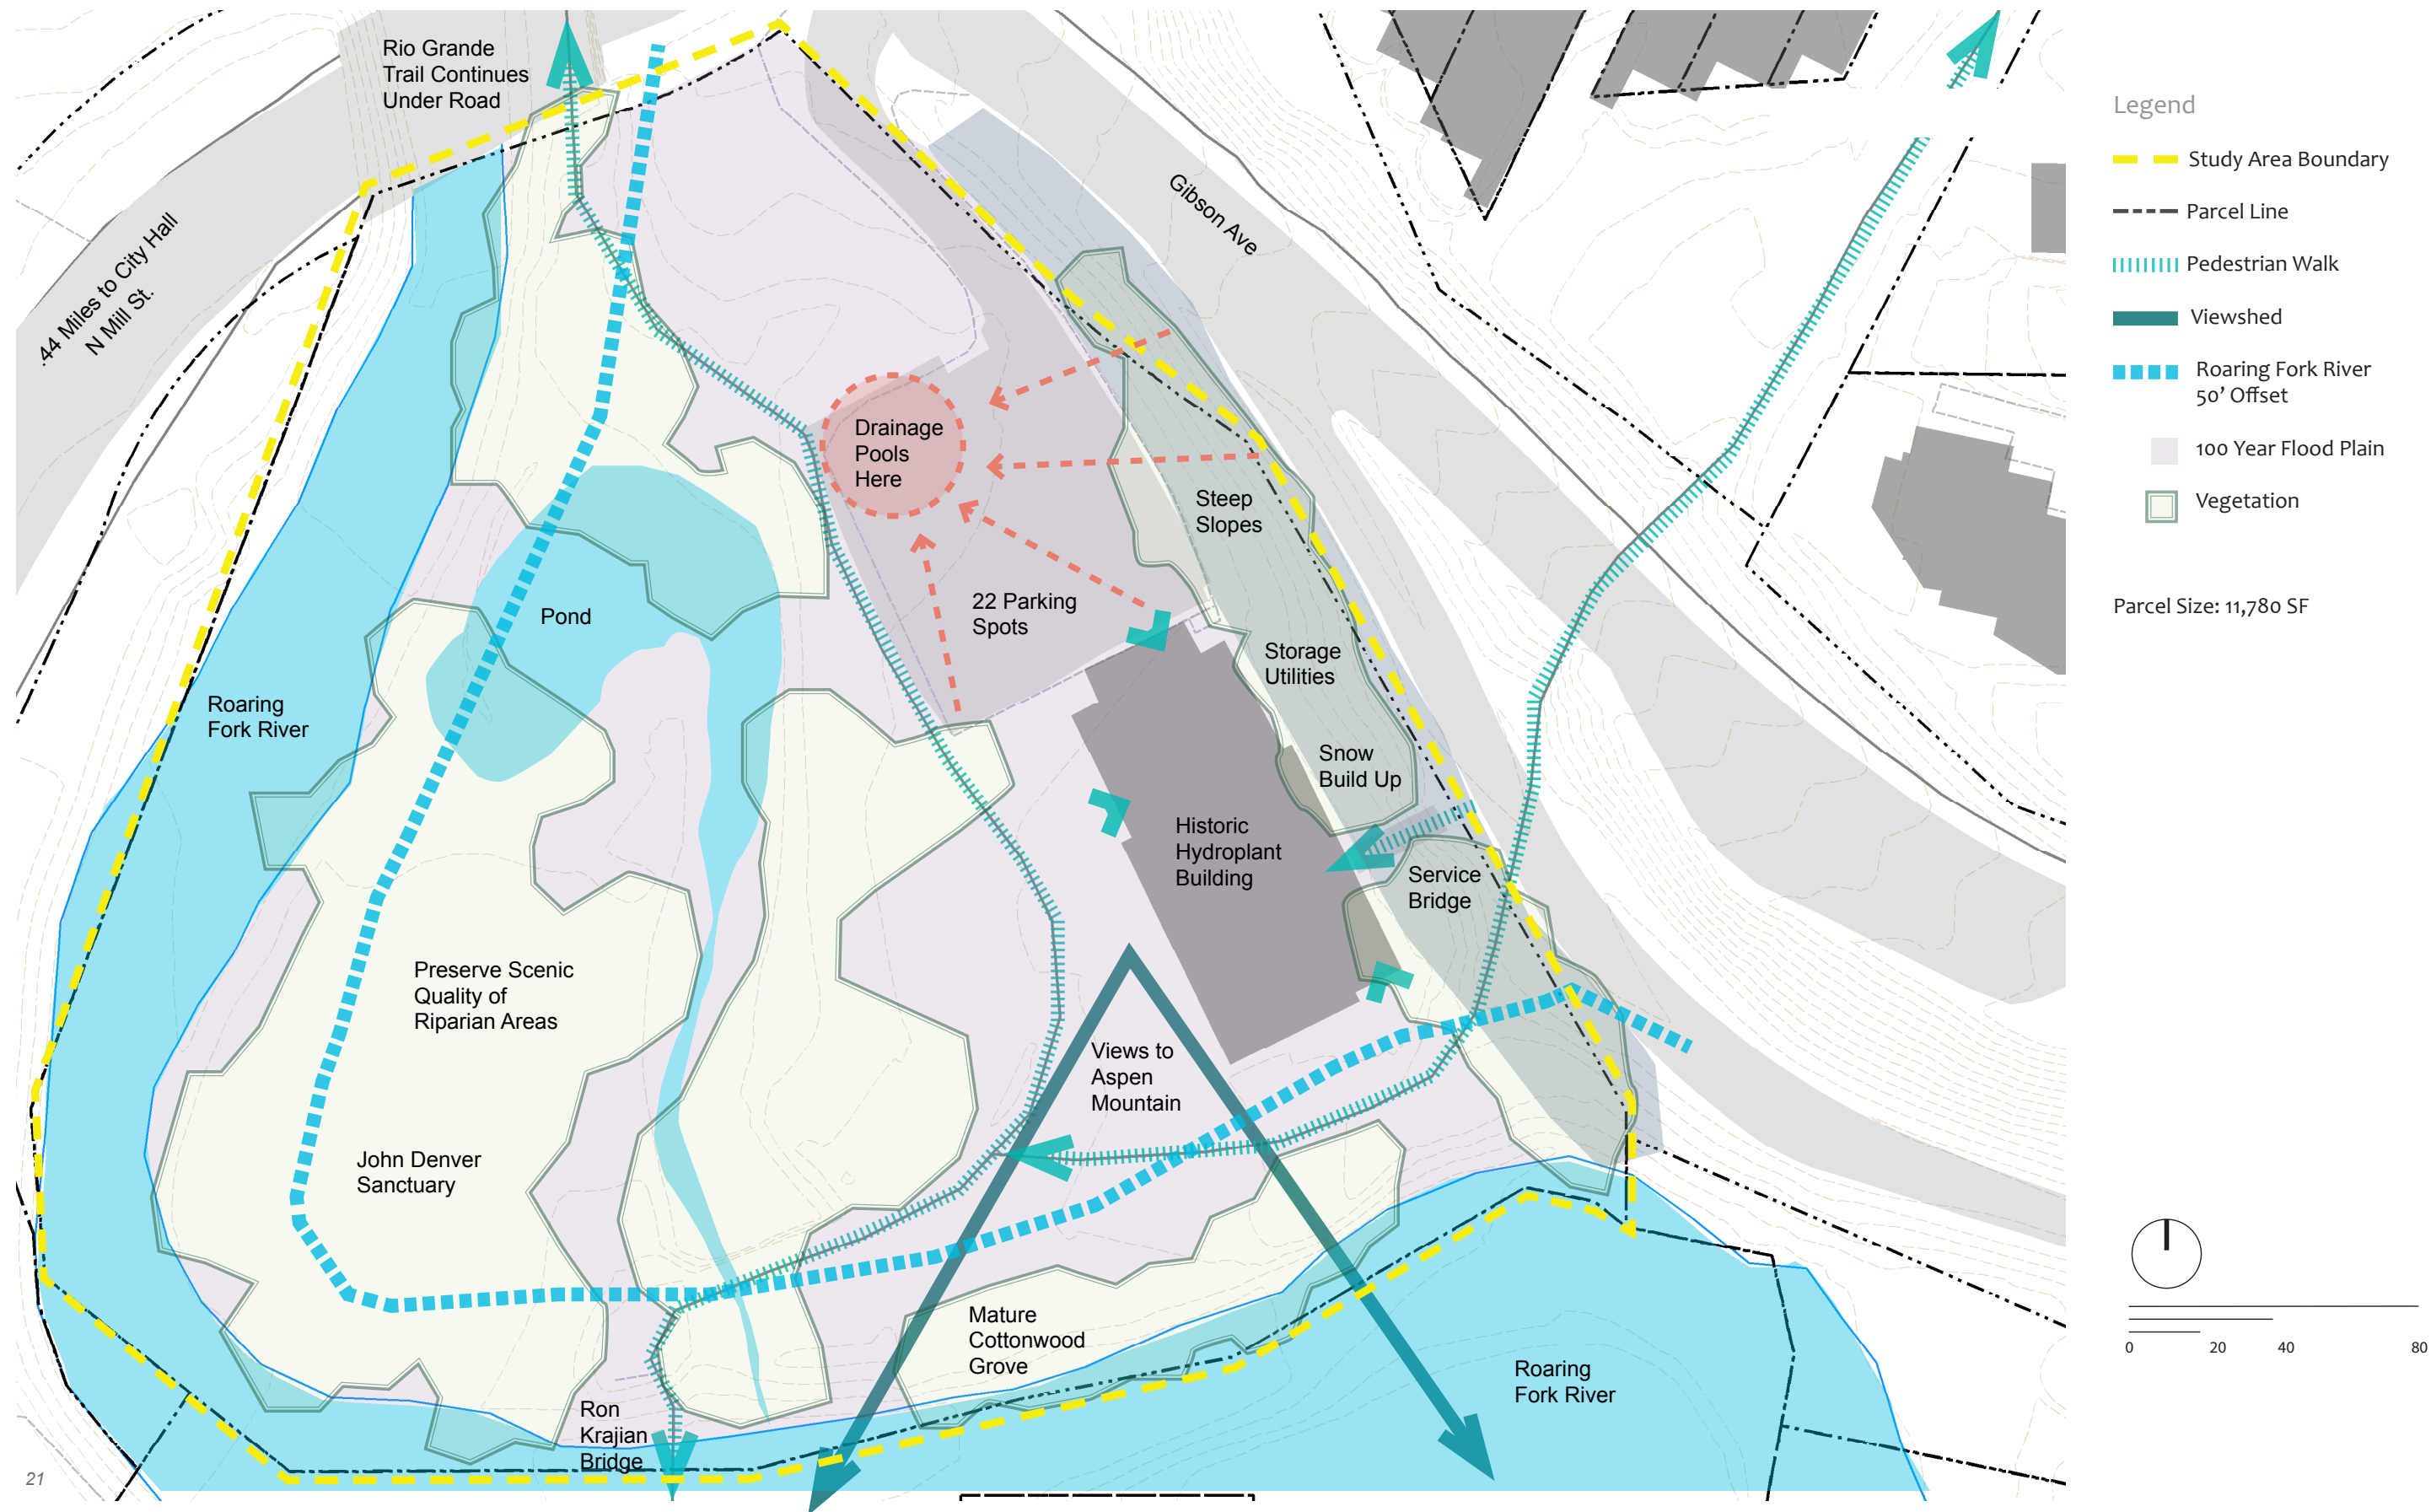 Rio Grande
Trail Continues
Under Road
.44 Miles to City Hall
N Mill St.
Gibson Ave
Drainage
Pools
Here
Steep
Slopes
22 Parking
Spots
Pond
Storage
Utilities
Roaring
Fork River
Snow
Build Up
Historic
Hydroplant
Building
Service
Bridge
Preserve Scenic
Quality of
Riparian Areas
Views to
Aspen
Mountain
John Denver
Sanctuary
Mature
Cottonwood
Grove
Roaring
Fork River
Ron
Krajian
Bridge
21
Legend
Study Area Boundary
Parcel Line
Pedestrian Walk
Viewshed
Roaring Fork River
50' Offset
100 Year Flood Plain
Vegetation
Parcel Size: 11,780 SF
0 20 40 80